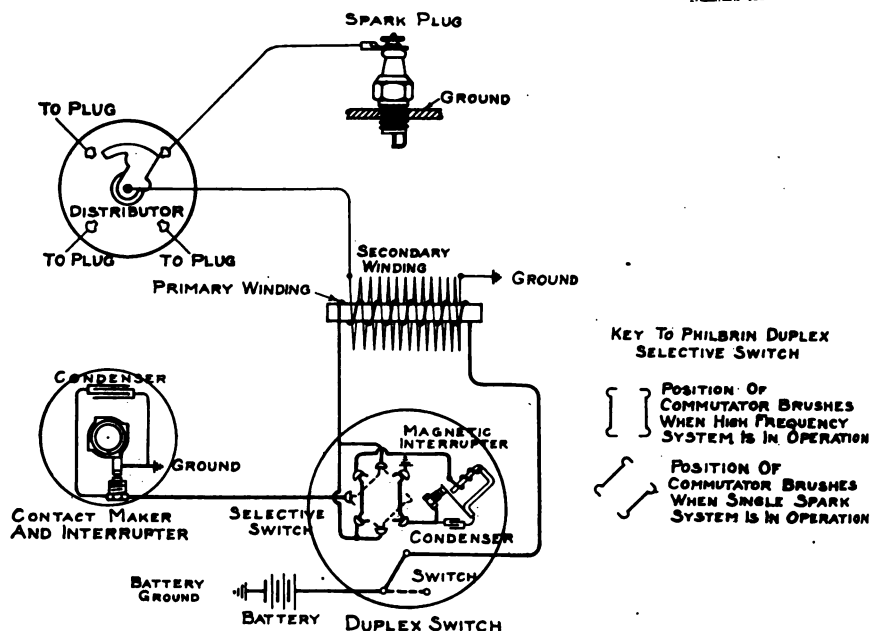 SPARK PLUG
GROUND
TO PLUG
DISTRIBUTOR
TO PLUG
TO PLUG
SECONDARY
WINDING
GROUND
PRIMARY WINDING
KEY TO PHILBRIN DUPLEX
SELECTIVE SWITCH
POSITION OF
COMMUTATOR BRUSHES
WHEN HIGH FREQUENCY
SYSTEM IS IN OPERATION
POSITION OF
COMMUTATOR BRUSHES
WHEN SINGLE SPARK
SYSTEM IS IN OPERATION
CONDENSER
GROUND
CONTACT MAKER
AND INTERRUPTER
MAGNETIC
INTERRUPTER
SELECTIVE
SWITCH
CONDENSER
SWITCH
BATTERY
GROUND
BATTERY
DUPLEX SWITCH